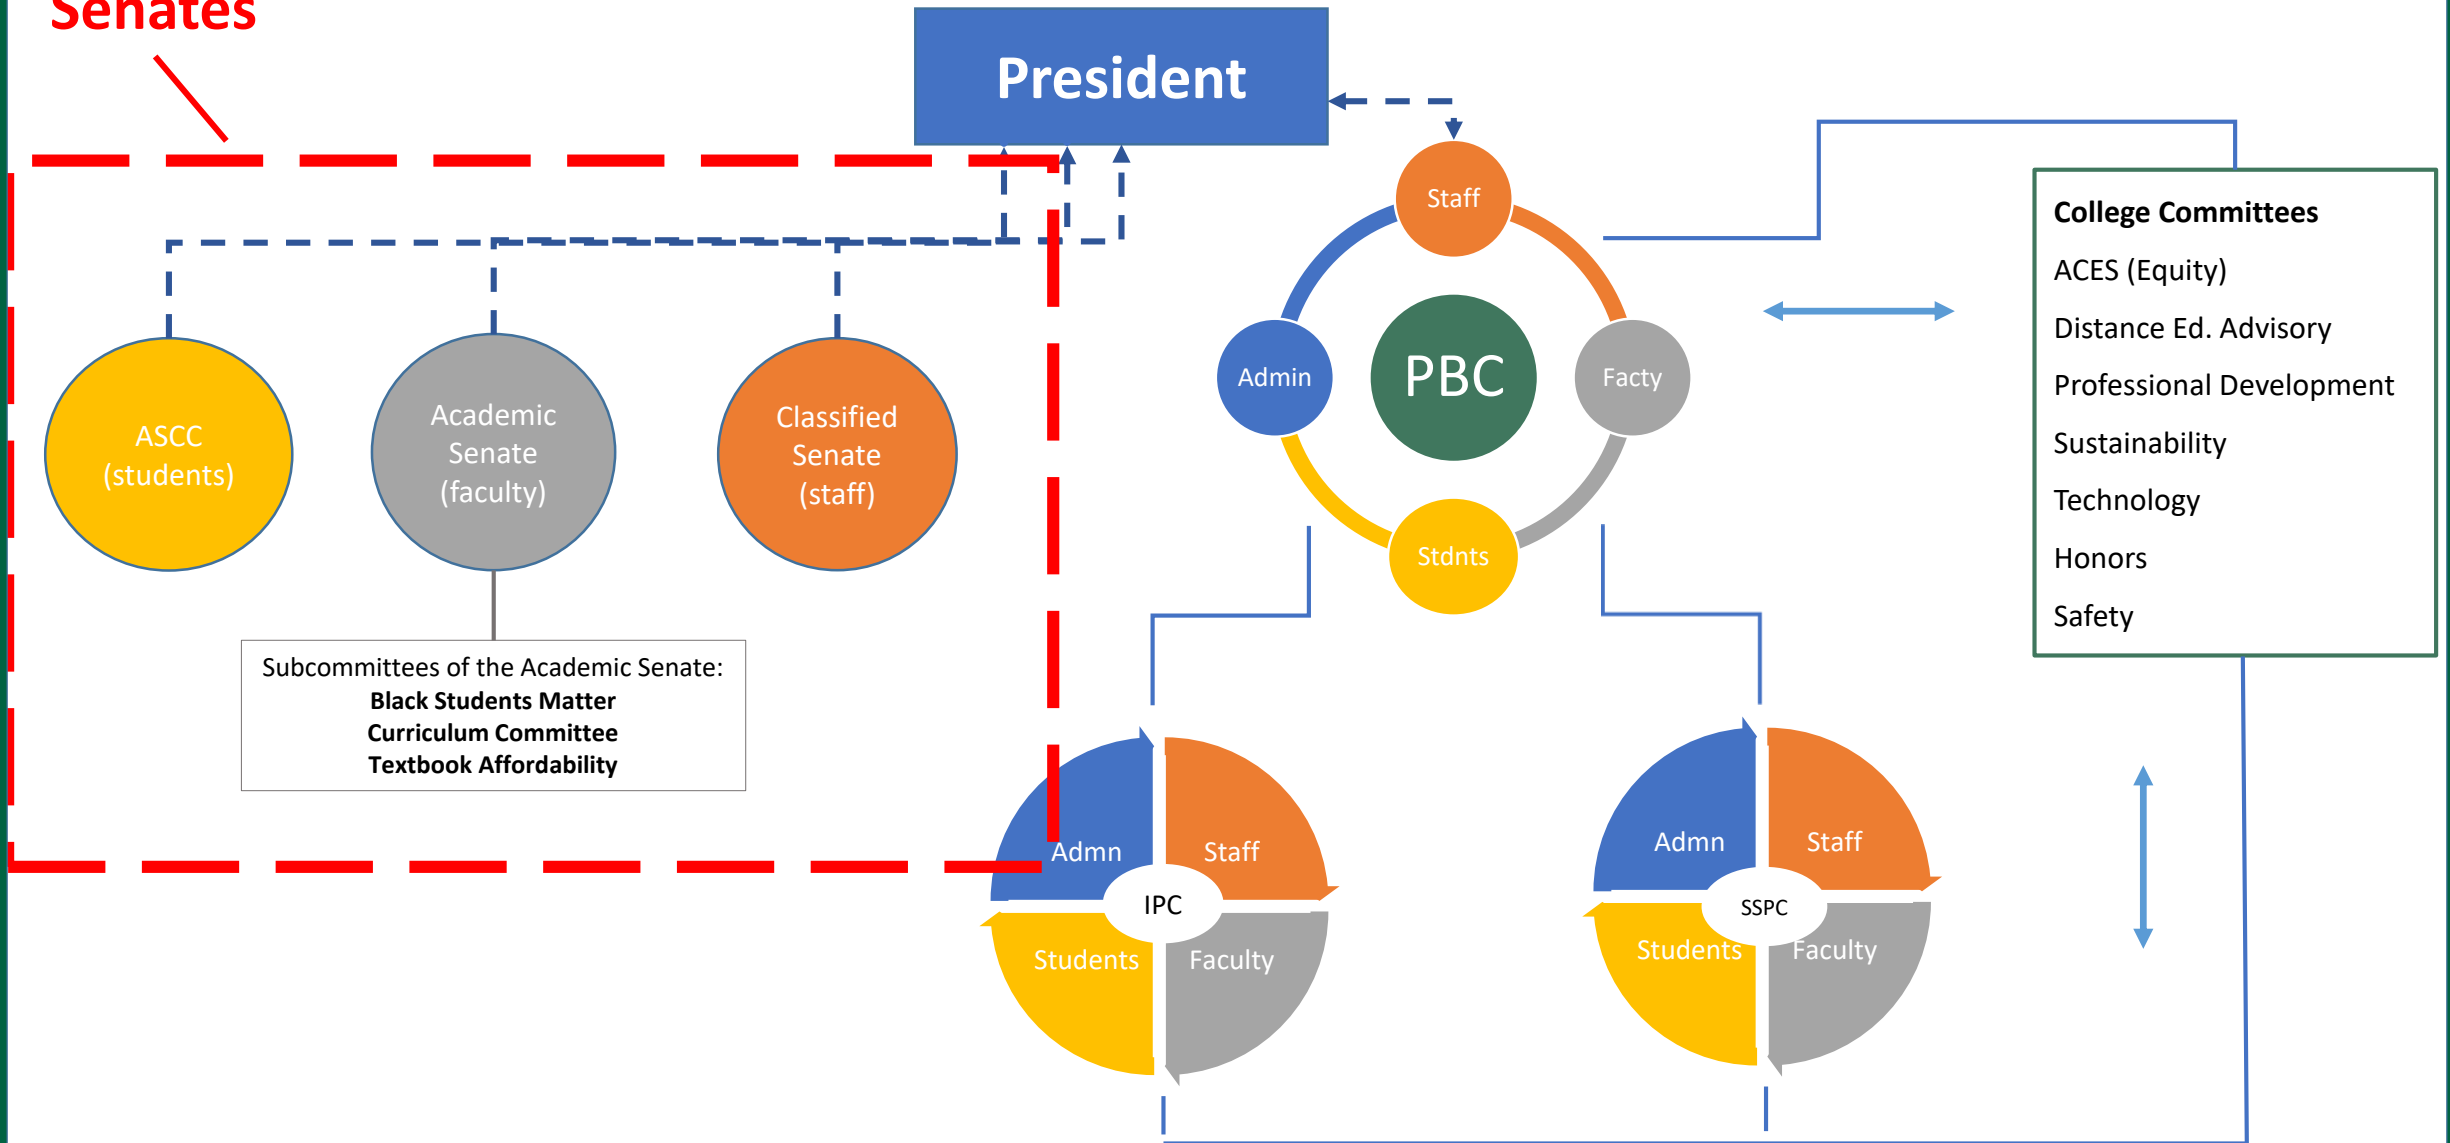 Senates
President
Staff
Admin
PBC
Facty
Stdnts
ASCC
(students)
Academic
Senate
(faculty)
Classified
Senate
(staff)
Subcommittees of the Academic Senate:
Black Students Matter
Curriculum Committee
Textbook Affordability
College Committees
ACES (Equity)
Distance Ed. Advisory
Professional Development
Sustainability
Technology
Honors
Safety
Admn
Staff
IPC
Students
Faculty
Admn
Staff
SSPC
Students
Faculty